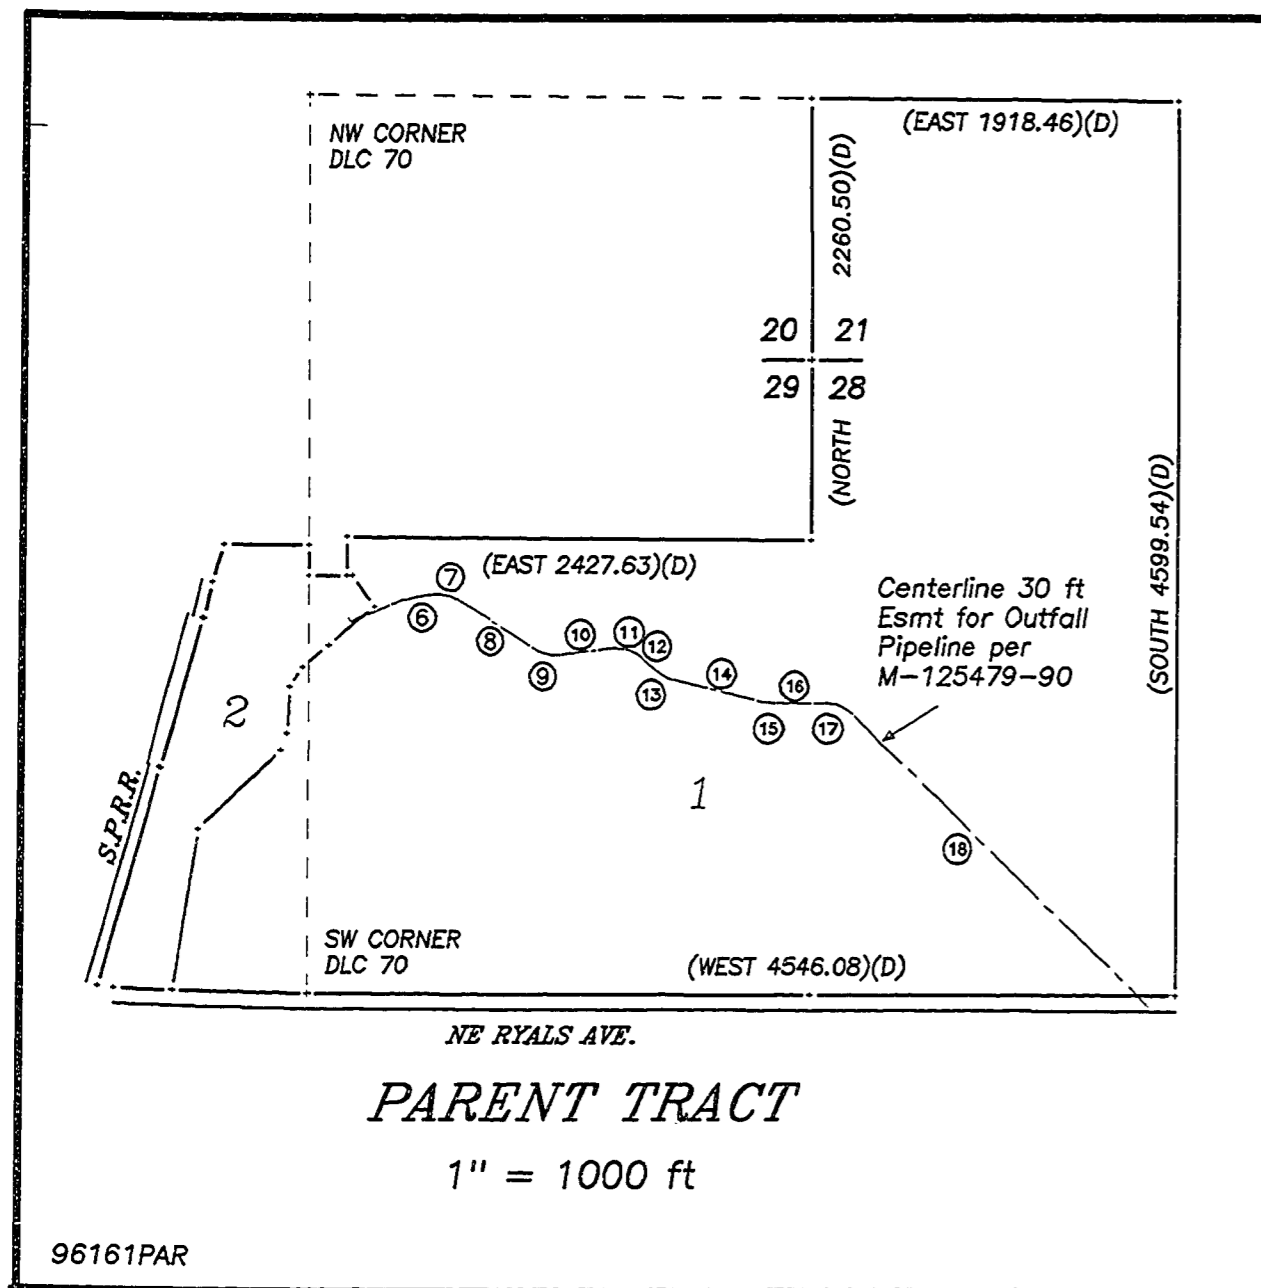 (EAST 1918.46)(D)
NW CORNER
DLC 70
(NORTH 2260.50)(D)
20 21
29 28
(SOUTH 4599.54)(D)
(EAST 2427.63)(D)
Centerline 30 ft
Esmt for Outfall
Pipeline per
M-125479-90
7
6
8
9
10
11
12
13
14
15
16
17
18
2
1
S.P.R.R.
SW CORNER
DLC 70
(WEST 4546.08)(D)
NE RYALS AVE.
PARENT TRACT
1" = 1000 ft
96161PAR